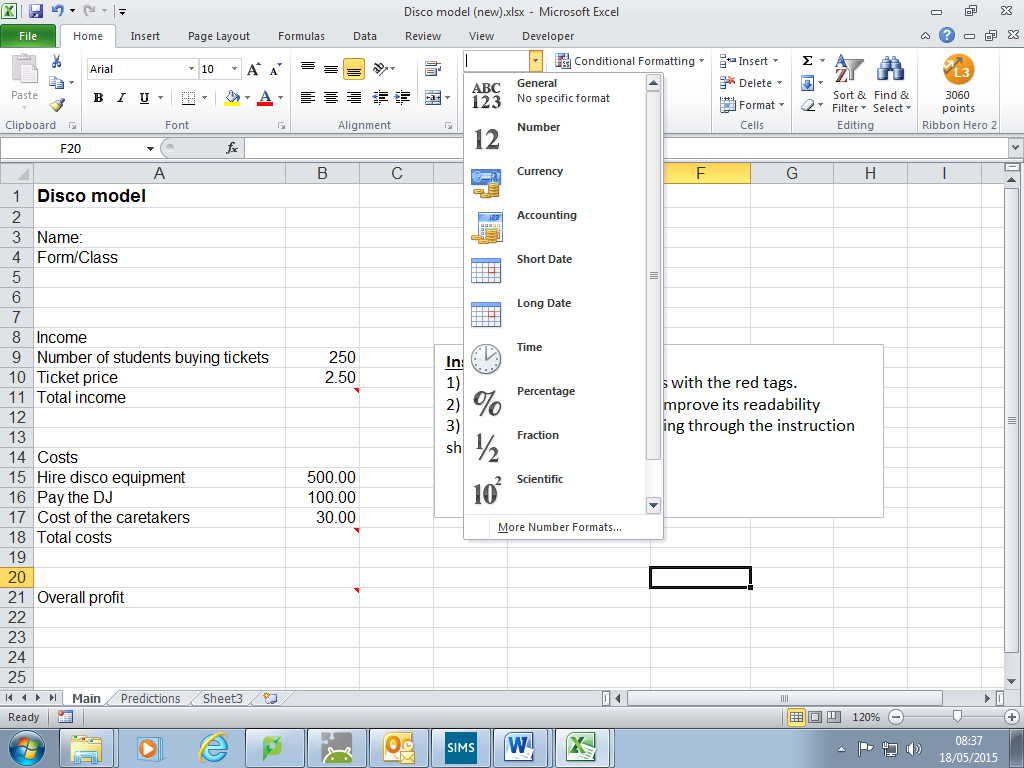 Disco model (new).xlsx - Microsoft Excel
File Home Insert Page Layout Formulas Data Review View Developer
Paste
Clipboard
Arial 10
B I U
Font
Alignment
Conditional Formatting
Insert
Delete
Format
Cells
Σ
Sort & Filter
Find & Select
Editing
L3
3060 points
Ribbon Hero 2
F20 fx
A B C F G H I
1 Disco model
2
3 Name:
4 Form/Class
5
6
7
8 Income
9 Number of students buying tickets 250
10 Ticket price 2.50
11 Total income
12
13
14 Costs
15 Hire disco equipment 500.00
16 Pay the DJ 100.00
17 Cost of the caretakers 30.00
18 Total costs
19
20
21 Overall profit
22
23
24
25
ABC 123 General
No specific format
12 Number
Currency
Accounting
Short Date
Long Date
Time
% Percentage
½ Fraction
10² Scientific
More Number Formats...
1) with the red tags.
2) its readability
3) through the instruction
Main Predictions Sheet3
Ready 120%
SIMS
08:37
18/05/2015